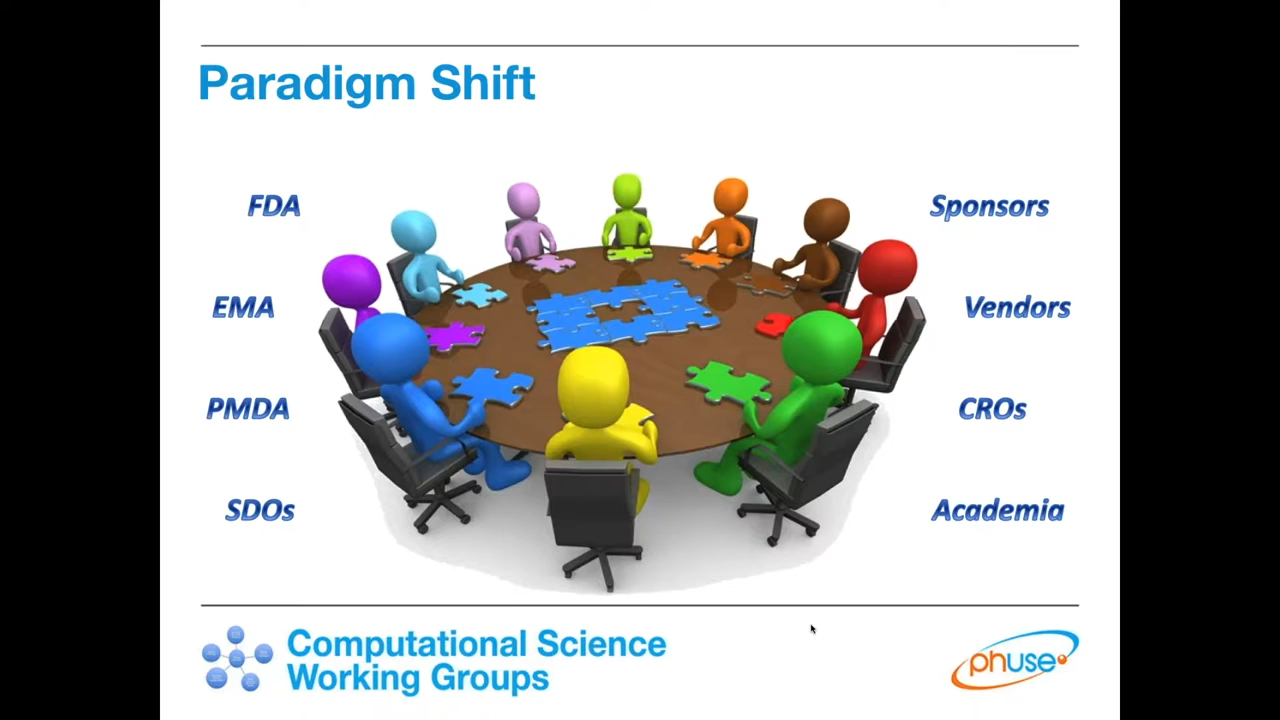 Paradigm Shift
FDA
Sponsors
EMA
Vendors
PMDA
CROs
SDOs
Academia
Computational Science
Working Groups
phuse